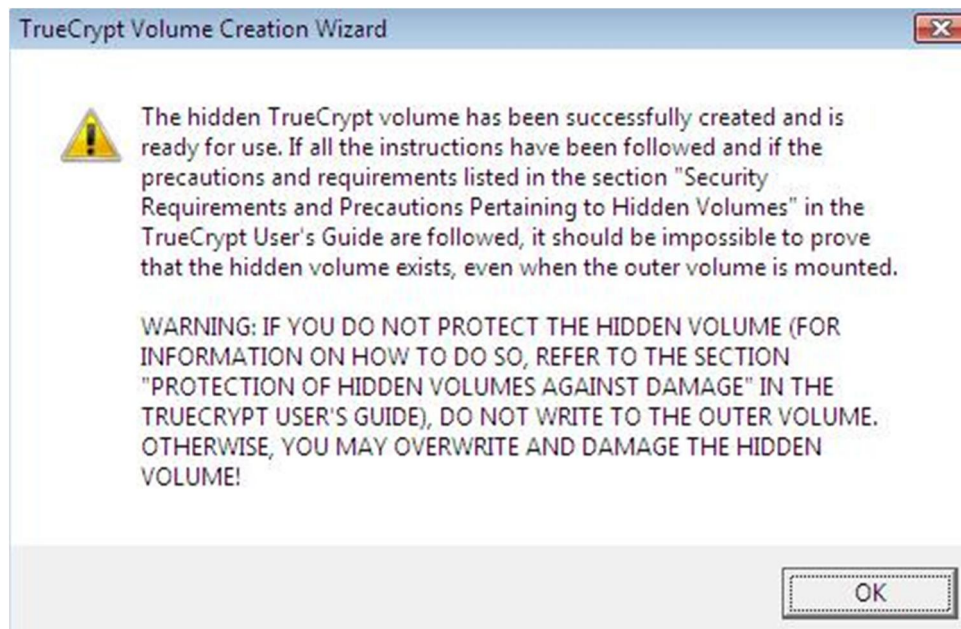 TrueCrypt Volume Creation Wizard
The hidden TrueCrypt volume has been successfully created and is
ready for use. If all the instructions have been followed and if the
precautions and requirements listed in the section "Security
Requirements and Precautions Pertaining to Hidden Volumes" in the
TrueCrypt User's Guide are followed, it should be impossible to prove
that the hidden volume exists, even when the outer volume is mounted.
WARNING: IF YOU DO NOT PROTECT THE HIDDEN VOLUME (FOR
INFORMATION ON HOW TO DO SO, REFER TO THE SECTION
"PROTECTION OF HIDDEN VOLUMES AGAINST DAMAGE" IN THE
TRUECRYPT USER'S GUIDE), DO NOT WRITE TO THE OUTER VOLUME.
OTHERWISE, YOU MAY OVERWRITE AND DAMAGE THE HIDDEN
VOLUME!
OK